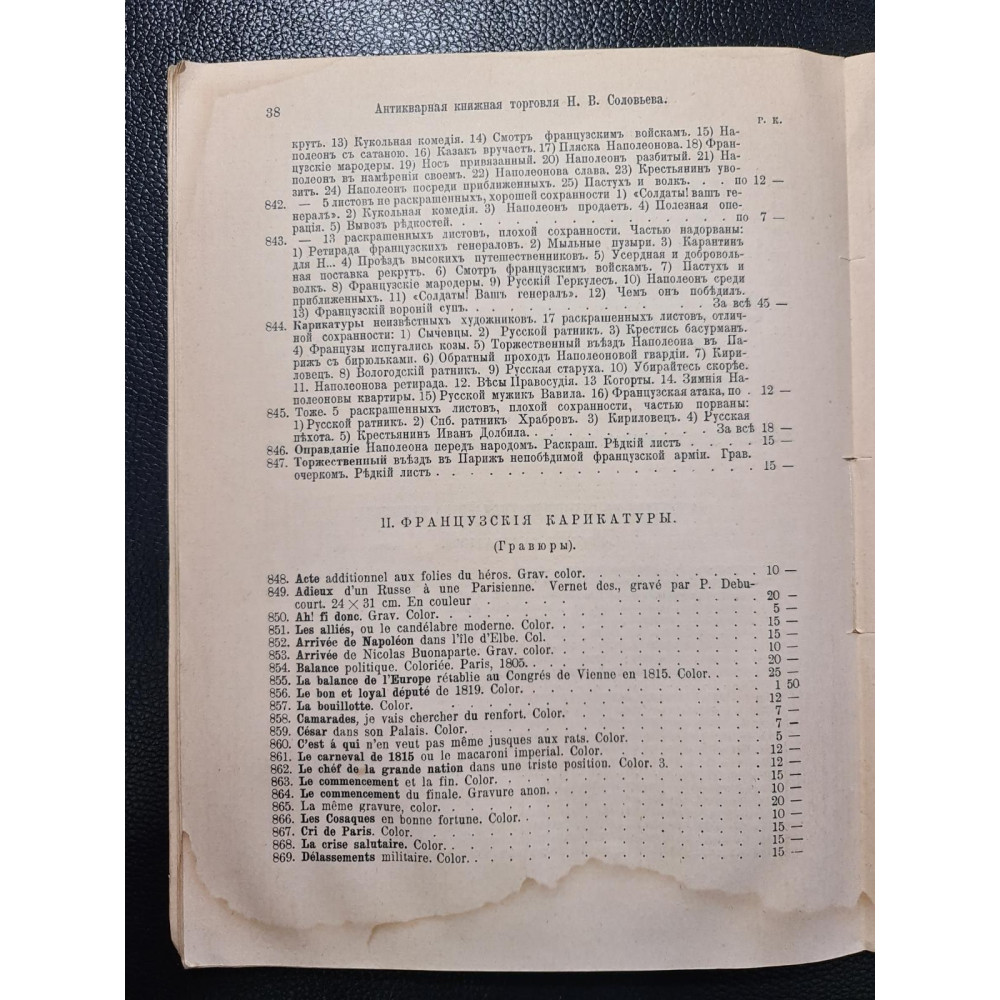 38
Антикварная книжная торговля Н. В. Соловьева.
р. к.
крутъ. 13) Кукольная комедія. 14) Смотръ французскимъ войскамъ. 15) На-
полеонъ съ сатаною. 16) Казакъ вручаетъ. 17) Пляска Наполеонова. 18) Фран-
цузскіе мародеры. 19) Носъ привязанный. 20) Наполеонъ разбитый. 21) На-
полеонъ въ намѣреніи своемъ. 22) Наполеонова слава. 23) Крестьянинъ уво-
зитъ. 24) Наполеонъ посреди приближенныхъ. 25) Пастухъ и волкъ. . . по 12 —
842. — 5 листовъ не раскрашенныхъ, хорошей сохранности 1) «Солдаты! вашъ ге-
нералъ». 2) Кукольная комедія. 3) Наполеонъ продаетъ. 4) Полезная опе-
рація. 5) Вывозъ рѣдкостей. . . . . . . . . . . . . . . по 7 —
843. — 13 раскрашенныхъ листовъ, плохой сохранности. Частью надорваны:
1) Ретирада французскихъ генераловъ. 2) Мыльные пузыри. 3) Карантинъ
для Н... 4) Проѣздъ высокихъ путешественниковъ. 5) Усердная и доброволь-
ная поставка рекрутъ. 6) Смотръ французскимъ войскамъ. 7) Пастухъ и
волкъ. 8) Французскіе мародеры. 9) Русскій Геркулесъ. 10) Наполеонъ среди
приближенныхъ. 11) «Солдаты! Вашъ генералъ». 12) Чемъ онъ побѣдилъ.
13) Французскій вороній супъ. . . . . . . . . . . . . За всѣ 45 —
844. Карикатуры неизвѣстныхъ художниковъ. 17 раскрашенныхъ листовъ, отлич-
ной сохранности: 1) Сычевцы. 2) Русской ратникъ. 3) Крестись басурманъ.
4) Французы испугались козы. 5) Торжественный въѣздъ Наполеона въ Па-
рижъ съ бирюльками. 6) Обратный проходъ Наполеоновой гвардіи. 7) Кири-
ловецъ. 8) Вологодскій ратникъ. 9) Русская старуха. 10) Убирайтесь скорѣе.
11. Наполеонова ретирада. 12. Вѣсы Правосудія. 13 Когорты. 14. Зимнія На-
полеоновы квартиры. 15) Русской мужикъ Вавила. 16) Французская атака, по . 12 —
845. Тоже. 5 раскрашенныхъ листовъ, плохой сохранности, частью порваны:
1) Русской ратникъ. 2) Спб. ратникъ Храбровъ. 3) Кириловецъ. 4) Русская
пѣхота. 5) Крестьянинъ Иванъ Долбила. . . . . . . . . За всѣ 18 —
846. Оправданіе Наполеона передъ народомъ. Раскраш. Рѣдкій листъ . . . . 15 —
847. Торжественный въѣздъ въ Парижъ непобѣдимой французской арміи. Грав.
очеркомъ. Рѣдкій листъ . . . . . . . . . . . . . . . 15 —
II. ФРАНЦУЗСКІЯ КАРИКАТУРЫ.
(Гравюры).
848. Acte additionnel aux folies du héros. Grav. color. . . . . . . . . 10 —
849. Adieux d'un Russe à une Parisienne. Vernet des., gravé par P. Debu-
court. 24 × 31 cm. En couleur . . . . . . . . . . . . 20 —
850. Ah! fi donc. Grav. Color. . . . . . . . . . . . . . . 5 —
851. Les alliés, ou le candélabre moderne. Color. . . . . . . . . . 15 —
852. Arrivée de Napoléon dans l'île d'Elbe. Col. . . . . . . . . . 15 —
853. Arrivée de Nicolas Buonaparte. Grav. color. . . . . . . . . . 10 —
854. Balance politique. Coloriée. Paris, 1805. . . . . . . . . . . 20 —
855. La balance de l'Europe rétablie au Congrés de Vienne en 1815. Color. . . . 25 —
856. Le bon et loyal député de 1819. Color. . . . . . . . . . . 1 50
857. La bouillotte. Color. . . . . . . . . . . . . . . . 12 —
858. Camarades, je vais chercher du renfort. Color. . . . . . . . . 7 —
859. César dans son Palais. Color. . . . . . . . . . . . . 7 —
860. C'est á qui n'en veut pas même jusques aux rats. Color. . . . . . . 5 —
861. Le carneval de 1815 ou le macaroni imperial. Color. . . . . . . . 12 —
862. Le chéf de la grande nation dans une triste position. Color. 3. . . . . . 12 —
863. Le commencement et la fin. Color. . . . . . . . . . . . 15 —
864. Le commencement du finale. Gravure anon. . . . . . . . . . 10 —
865. La même gravure, color. . . . . . . . . . . . . . . 20 —
866. Les Cosaques en bonne fortune. Color. . . . . . . . . . . 10 —
867. Cri de Paris. Color. . . . . . . . . . . . . . . . 15 —
868. La crise salutaire. Color. . . . . . . . . . . . . . . 15 —
869. Délassements militaire. Color. . . . . . . . . . . . . . 15 —